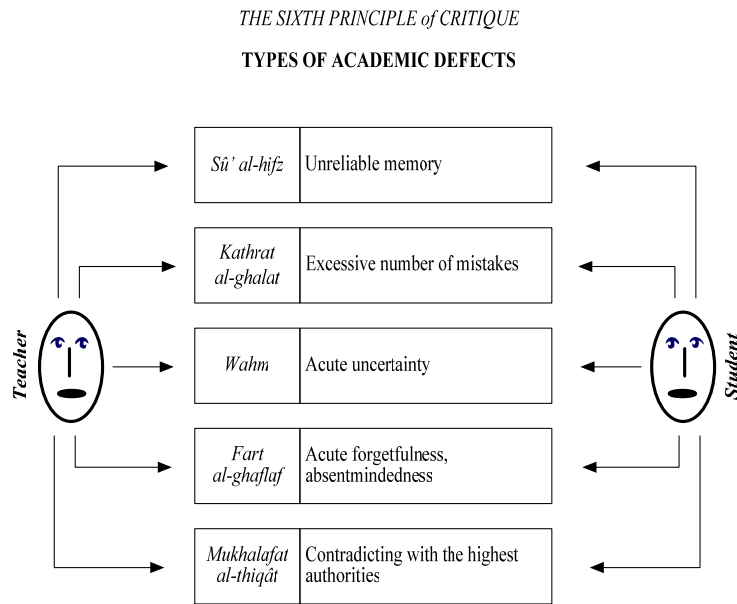 THE SIXTH PRINCIPLE of CRITIQUE
TYPES OF ACADEMIC DEFECTS
Sû' al-hifz
Unreliable memory
Kathrat
al-ghalat
Excessive number of mistakes
Teacher
Wahm
Acute uncertainty
Student
Fart
al-ghaflaf
Acute forgetfulness,
absentmindedness
Mukhalafat
al-thiqât
Contradicting with the highest
authorities